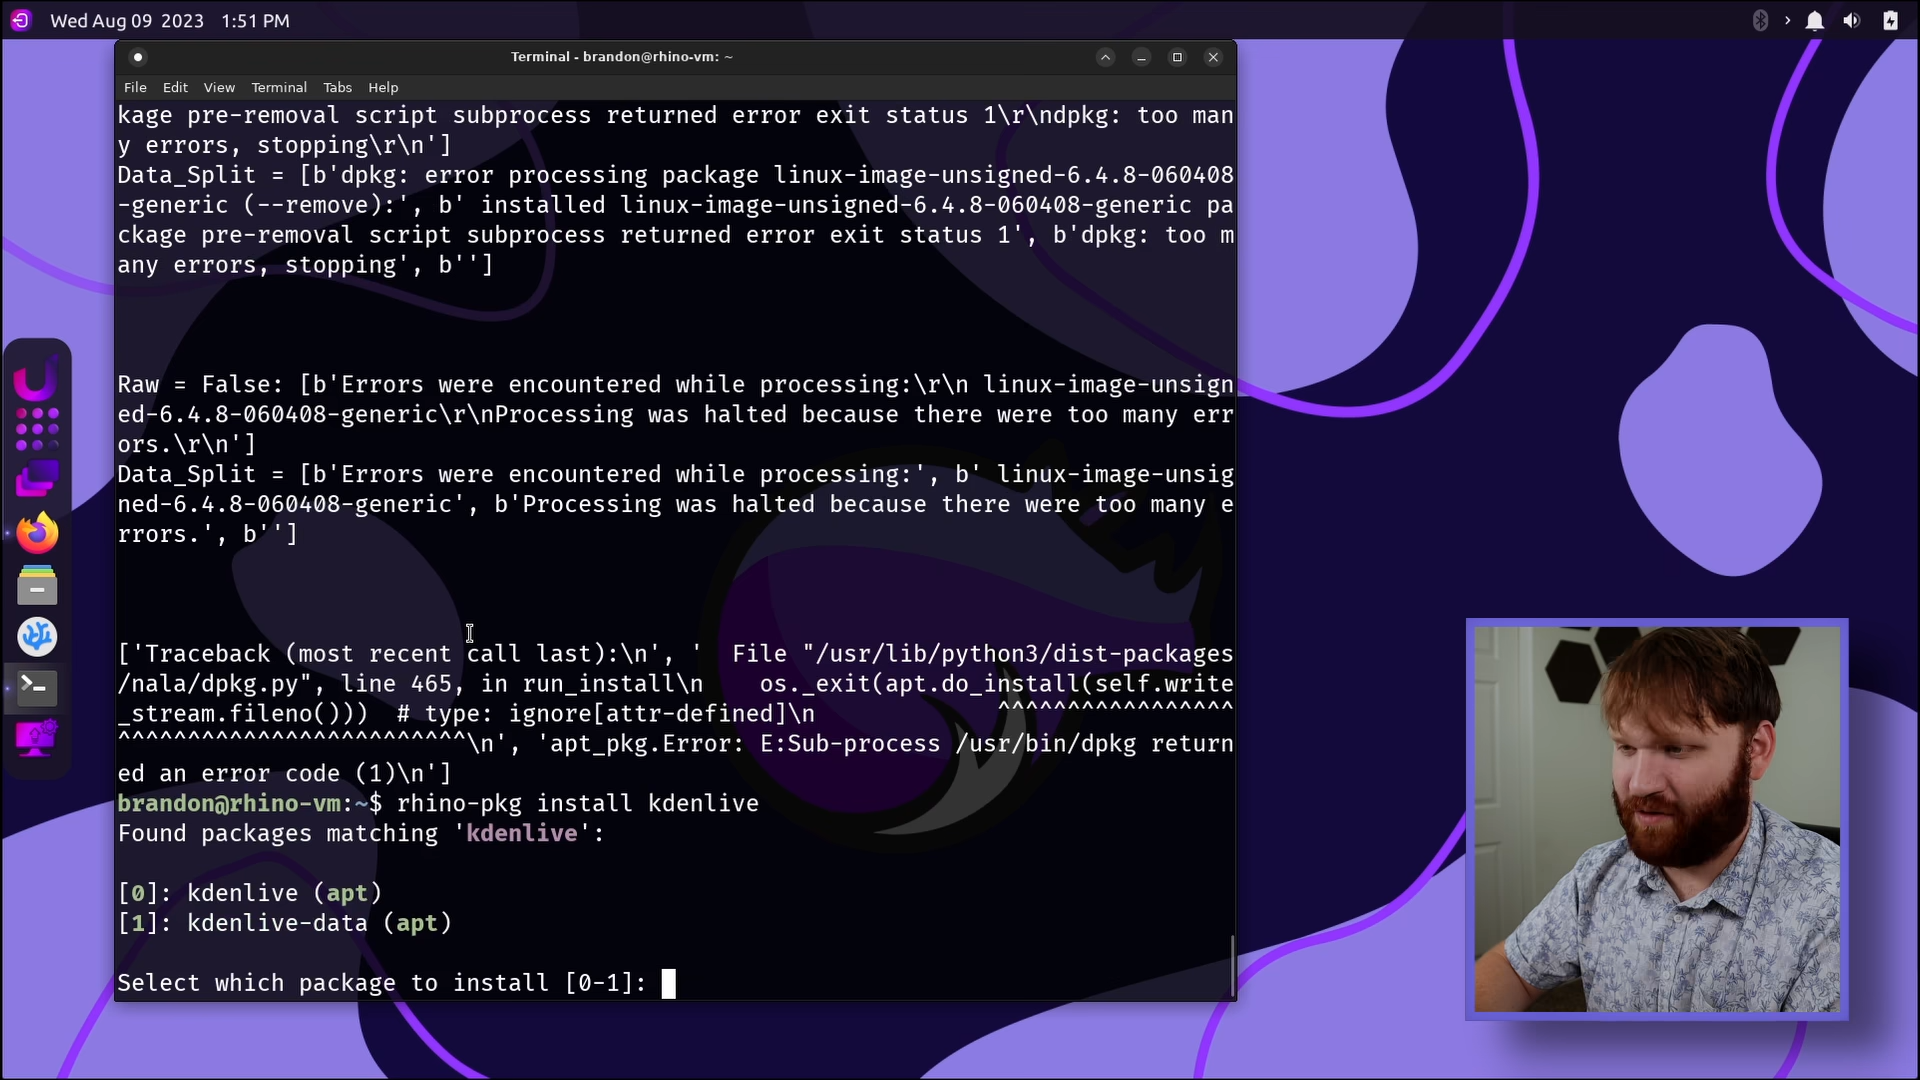 Wed Aug 09 2023 1:51 PM
Terminal - brandon@rhino-vm: ~
File Edit View Terminal Tabs Help
kage pre-removal script subprocess returned error exit status 1\r\ndpkg: too man
y errors, stopping\r\n']
Data_Split = [b'dpkg: error processing package linux-image-unsigned-6.4.8-060408
-generic (--remove):', b' installed linux-image-unsigned-6.4.8-060408-generic pa
ckage pre-removal script subprocess returned error exit status 1', b'dpkg: too m
any errors, stopping', b'']
Raw = False: [b'Errors were encountered while processing:\r\n linux-image-unsign
ed-6.4.8-060408-generic\r\nProcessing was halted because there were too many err
ors.\r\n']
Data_Split = [b'Errors were encountered while processing:', b' linux-image-unsig
ned-6.4.8-060408-generic', b'Processing was halted because there were too many e
rrors.', b'']
['Traceback (most recent call last):\n', '  File "/usr/lib/python3/dist-packages
/nala/dpkg.py", line 465, in run_install\n    os._exit(apt.do_install(self.write
_stream.fileno()))  # type: ignore[attr-defined]\n             ^^^^^^^^^^^^^^^^^
^^^^^^^^^^^^^^^^^^^^^^^^^\n', 'apt_pkg.Error: E:Sub-process /usr/bin/dpkg return
ed an error code (1)\n']
brandon@rhino-vm:~$ rhino-pkg install kdenlive
Found packages matching 'kdenlive':
[0]: kdenlive (apt)
[1]: kdenlive-data (apt)
Select which package to install [0-1]: